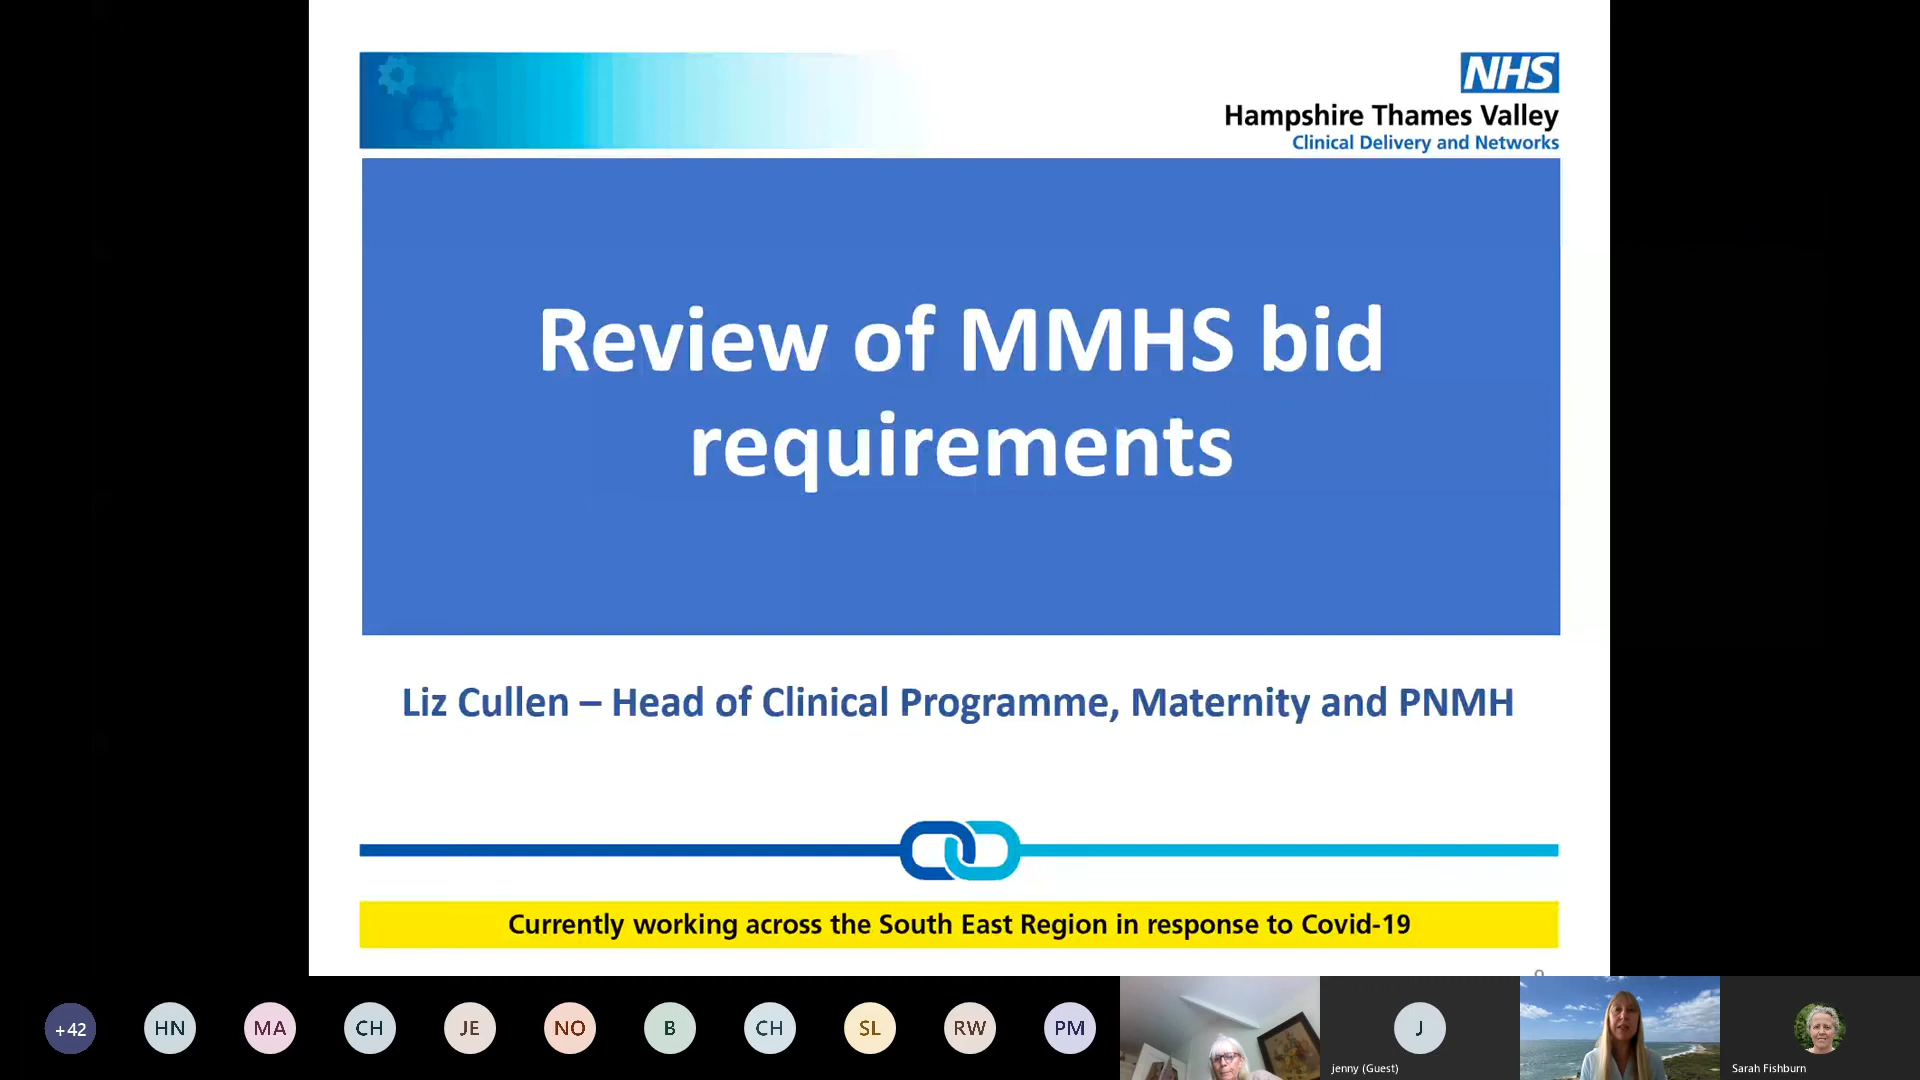 NHS
Hampshire Thames Valley
Clinical Delivery and Networks
Review of MMHS bid
requirements
Liz Cullen – Head of Clinical Programme, Maternity and PNMH
Currently working across the South East Region in response to Covid-19
+42
HN
MA
CH
JE
NO
B
CH
SL
RW
PM
J
jenny (Guest)
Sarah Fishburn